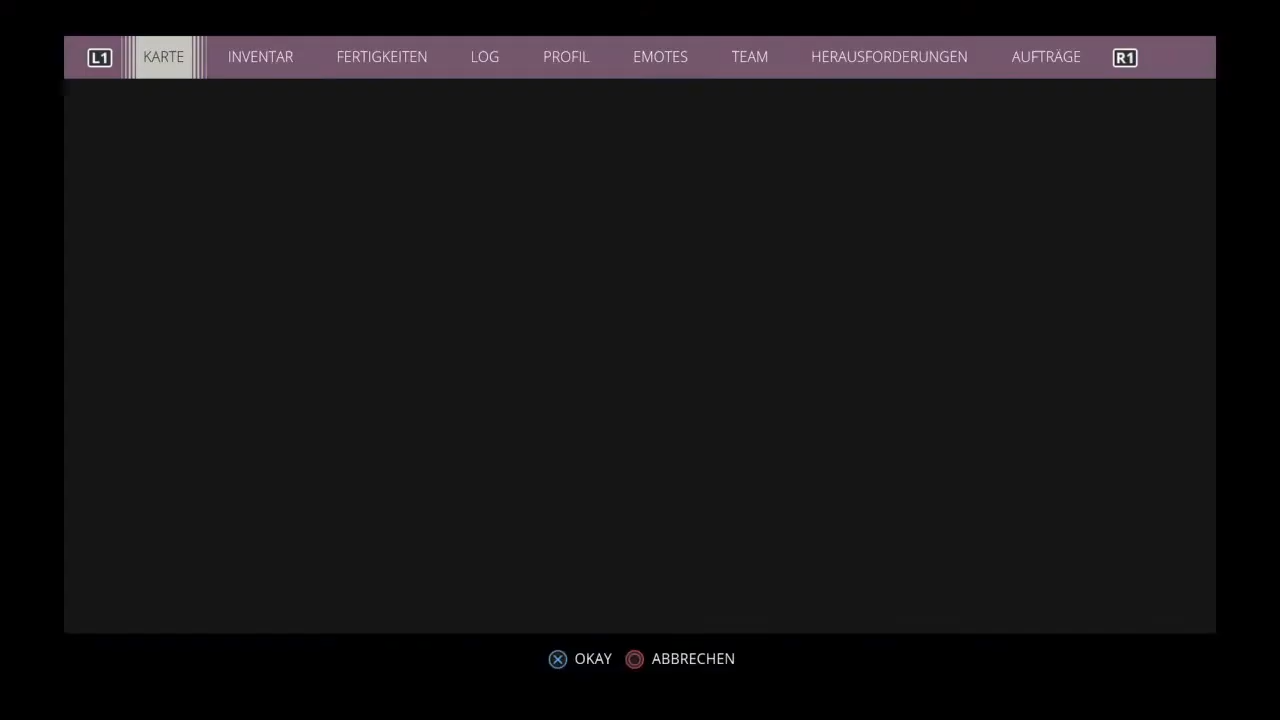 L1 KARTE INVENTAR FERTIGKEITEN LOG PROFIL EMOTES TEAM HERAUSFORDERUNGEN AUFTRÄGE R1
OKAY ABBRECHEN